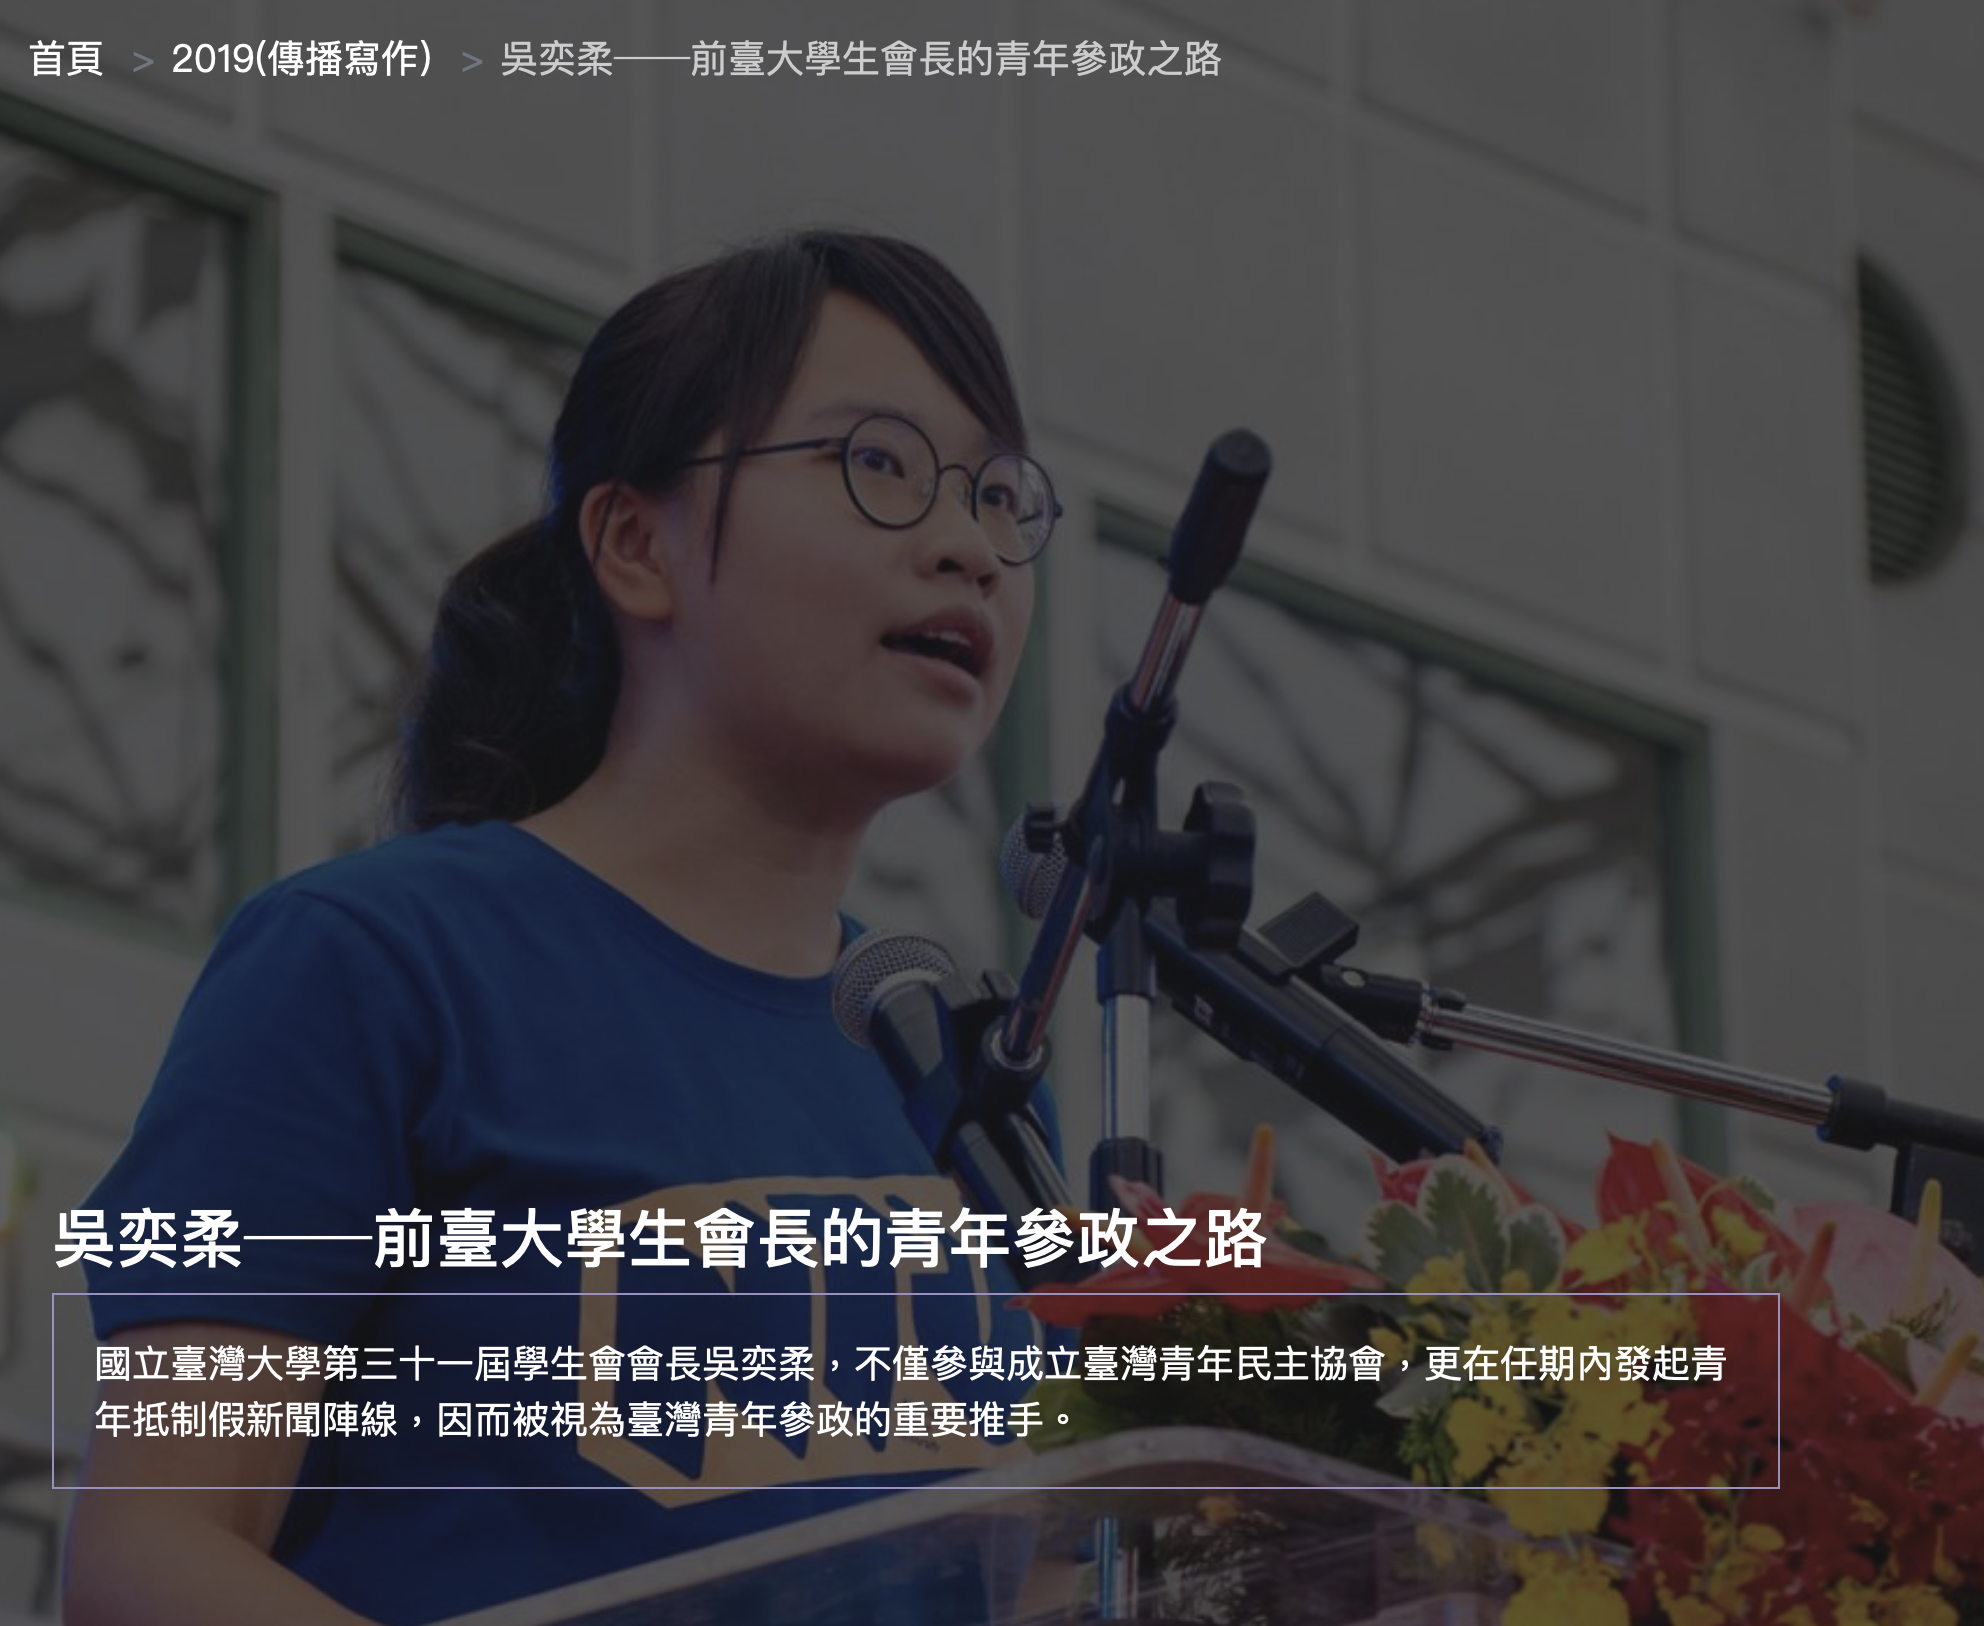 首頁 > 2019(傳播寫作) > 吳奕柔──前臺大學生會長的青年參政之路
吳奕柔──前臺大學生會長的青年參政之路
國立臺灣大學第三十一屆學生會會長吳奕柔，不僅參與成立臺灣青年民主協會，更在任期內發起青
年抵制假新聞陣線，因而被視為臺灣青年參政的重要推手。